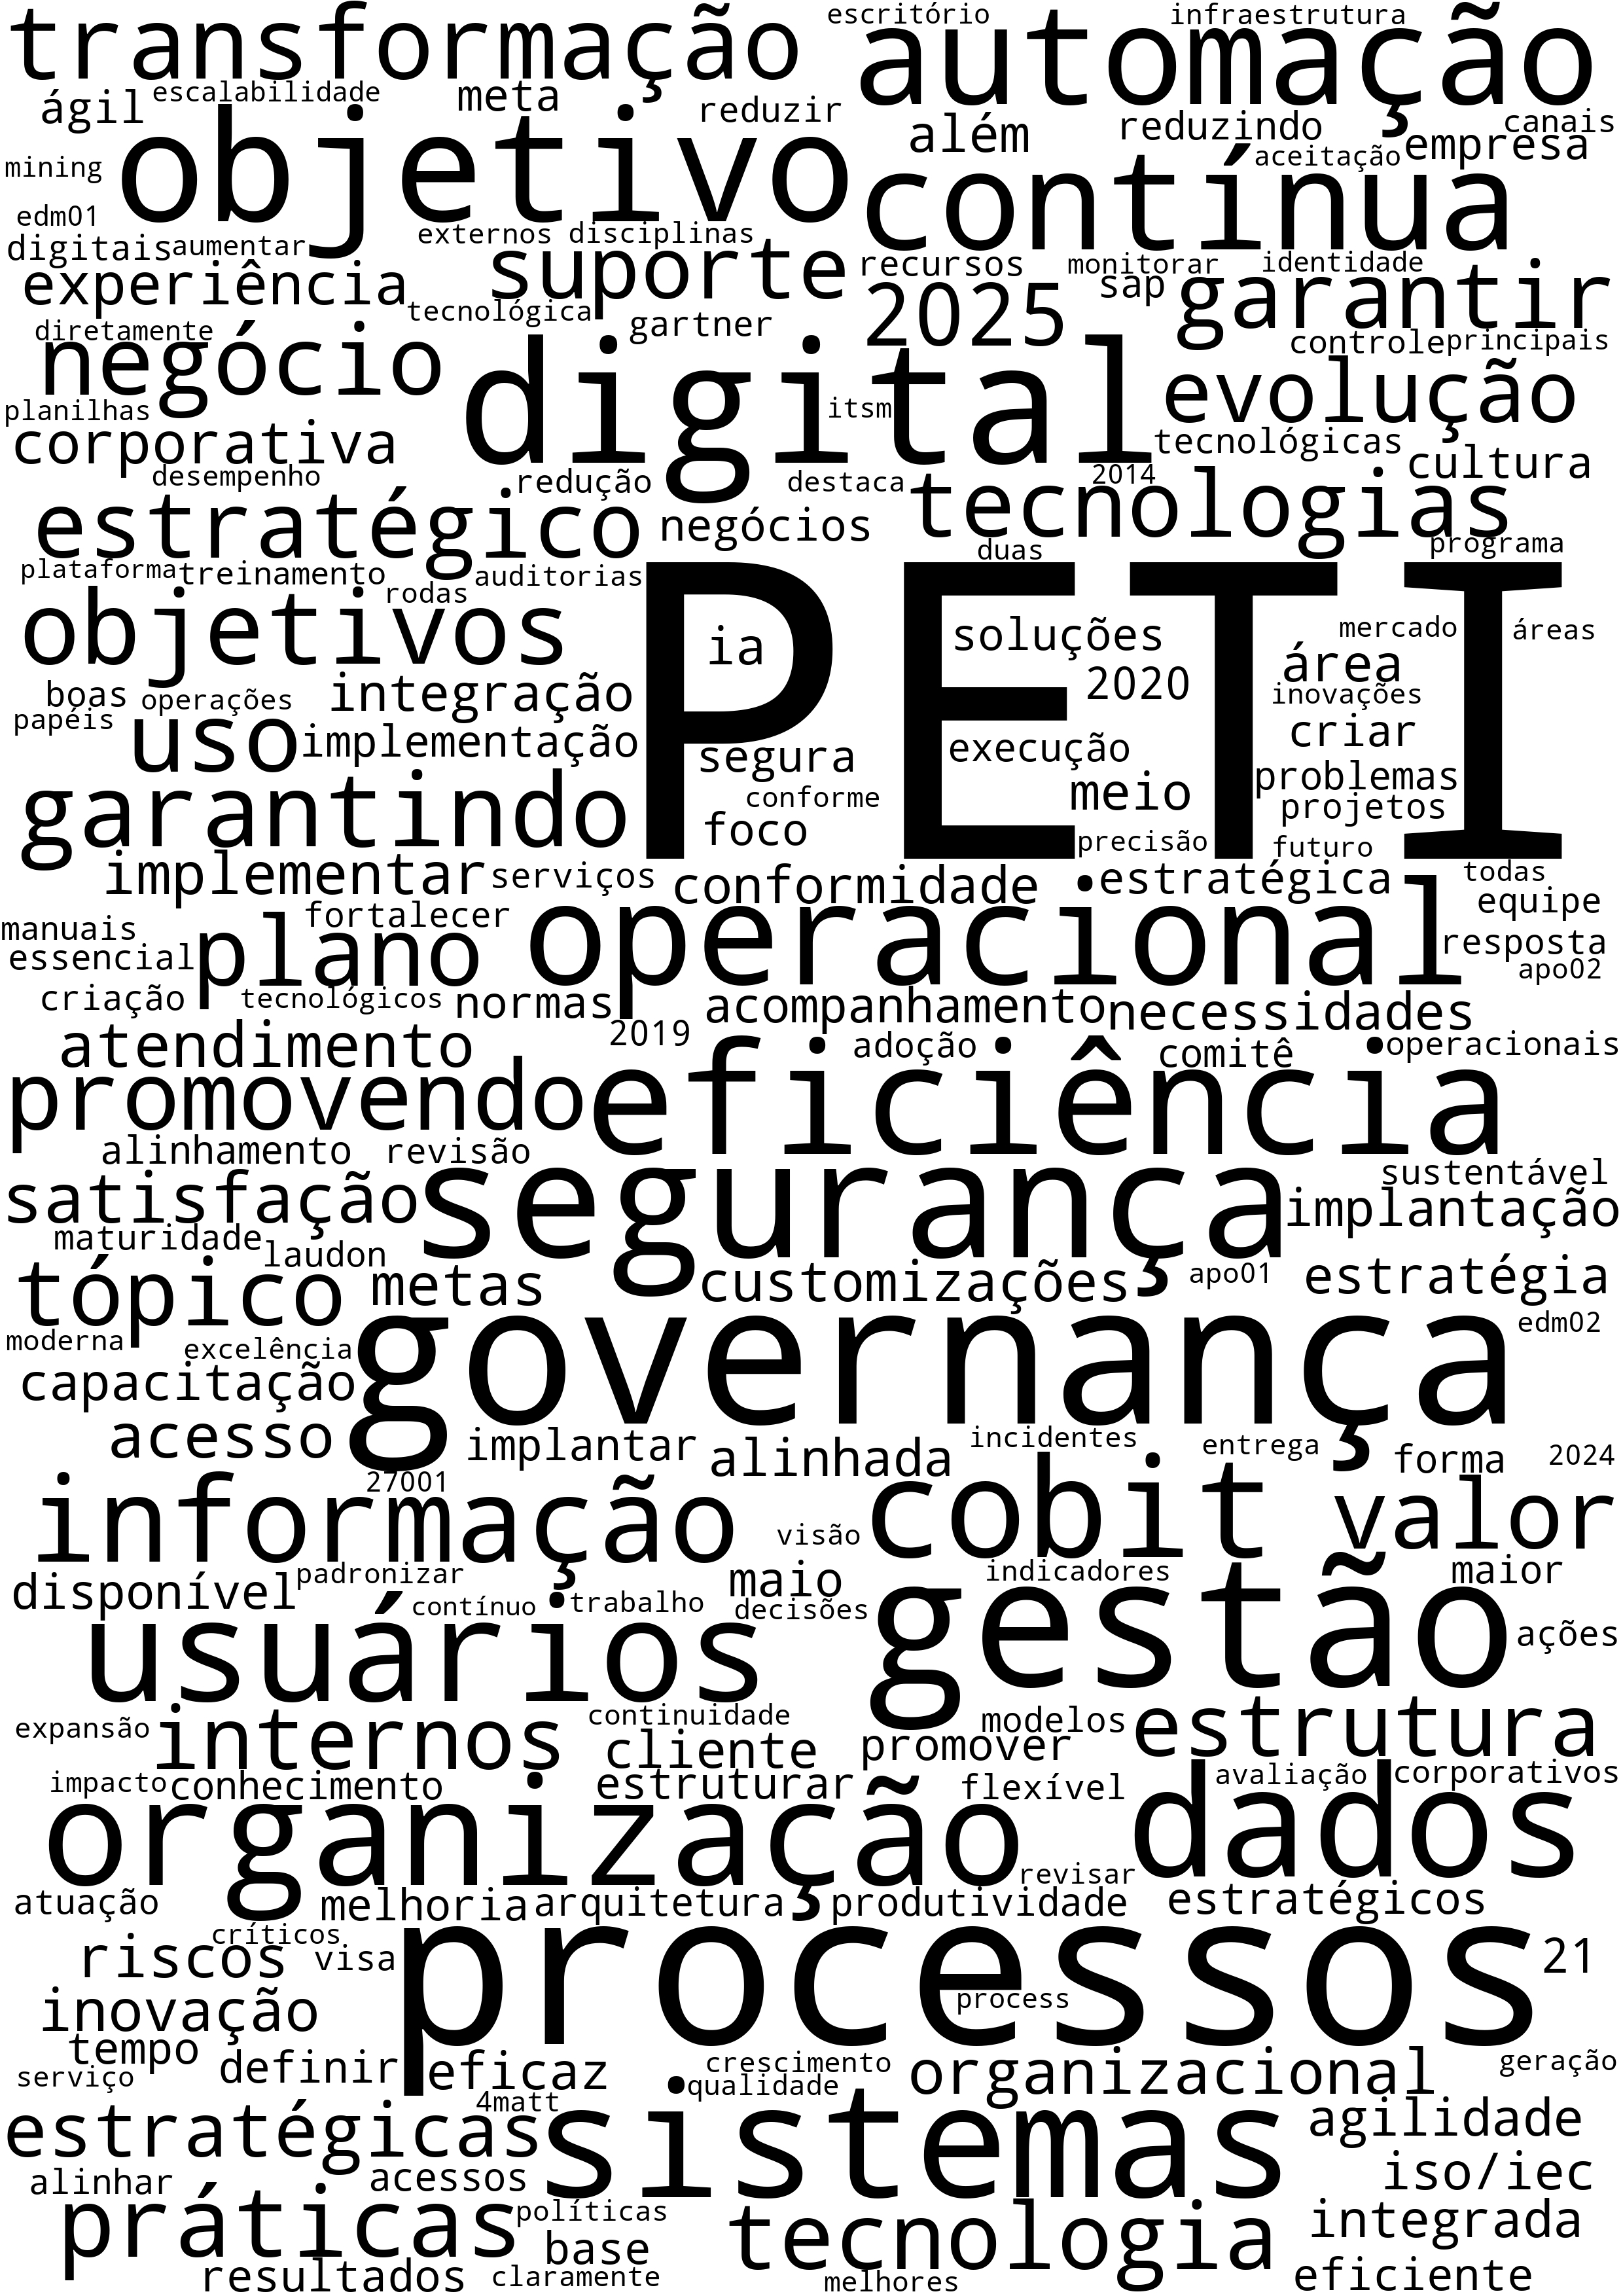 transformação
escritório
infraestrutura
automação
ágil
escalabilidade
meta
reduzir
além
reduzindo
canais
empresa
mining
objetivo
aceitação
contínua
edm01
digitais
aumentar
externos
disciplinas
experiência
suporte
recursos
monitorar
identidade
sap
garantir
tecnológica
2025
diretamente
gartner
negócio
controle
principais
digital
evolução
planilhas
itsm
corporativa
tecnológicas
cultura
desempenho
redução
destaca
2014
tecnologias
estratégico
negócios
duas
programa
plataforma
treinamento
auditorias
rodas
PETI
objetivos
ia
soluções
mercado
áreas
área
boas
operações
integração
2020
inovações
papéis
uso
implementação
segura
execução
criar
garantindo
conforme
meio
problemas
projetos
foco
precisão
futuro
implementar
serviços
conformidade
estratégica
todas
equipe
manuais
fortalecer
plano
operacional
resposta
essencial
apo02
criação
tecnológicos
normas
acompanhamento
necessidades
2019
atendimento
adoção
comitê
operacionais
promovendo
eficiência
alinhamento
revisão
sustentável
satisfação
segurança
implantação
maturidade
laudon
tópico
metas
customizações
apo01
estratégia
moderna
excelência
governança
edm02
capacitação
acesso
implantar
alinhada
incidentes
entrega
forma
2024
27001
informação
visão
cobit
valor
disponível
padronizar
maio
indicadores
maior
contínuo
trabalho
decisões
gestão
usuários
ações
expansão
internos
continuidade
modelos
estrutura
cliente
promover
impacto
conhecimento
estruturar
flexível
avaliação
corporativos
organização
dados
revisar
atuação
melhoria
arquitetura
produtividade
estratégicos
críticos
riscos
visa
processos
21
process
inovação
tempo
definir
eficaz
crescimento
organizacional
geração
serviço
qualidade
4matt
estratégicas
sistemas
agilidade
alinhar
acessos
iso/iec
práticas
políticas
tecnologia
integrada
base
resultados
claramente
melhores
eficiente